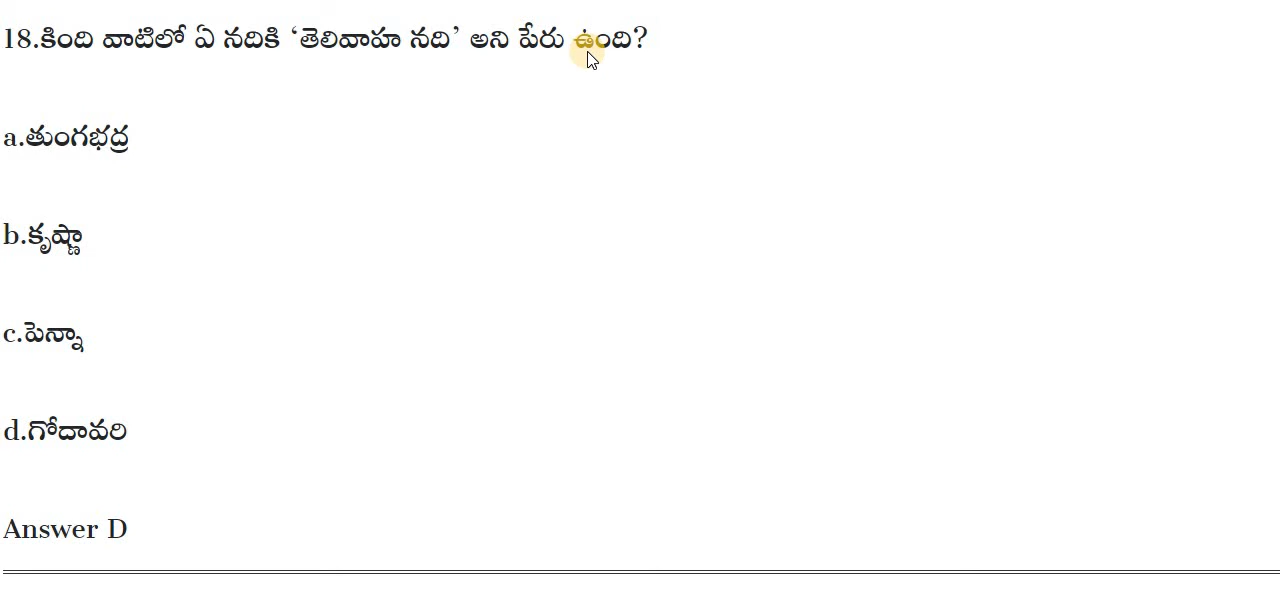 18.కింది వాటిలో ఏ నదికి ‘తెలివాహ నది’ అని పేరు ఉంది?
a.తుంగభద్ర
b.కృష్ణా
c.పెన్నా
d.గోదావరి
Answer D